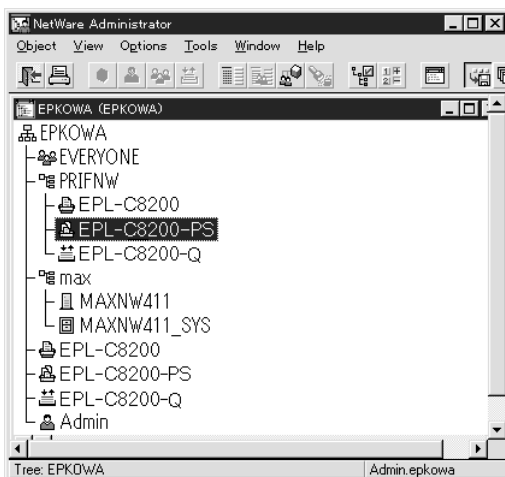 NetWare Administrator
Object View Options Tools Window Help
EPKOWA (EPKOWA)
EPKOWA
EVERYONE
PRIFNW
EPL-C8200
EPL-C8200-PS
EPL-C8200-Q
max
MAXNW411
MAXNW411_SYS
EPL-C8200
EPL-C8200-PS
EPL-C8200-Q
Admin
Tree: EPKOWA Admin.epkowa